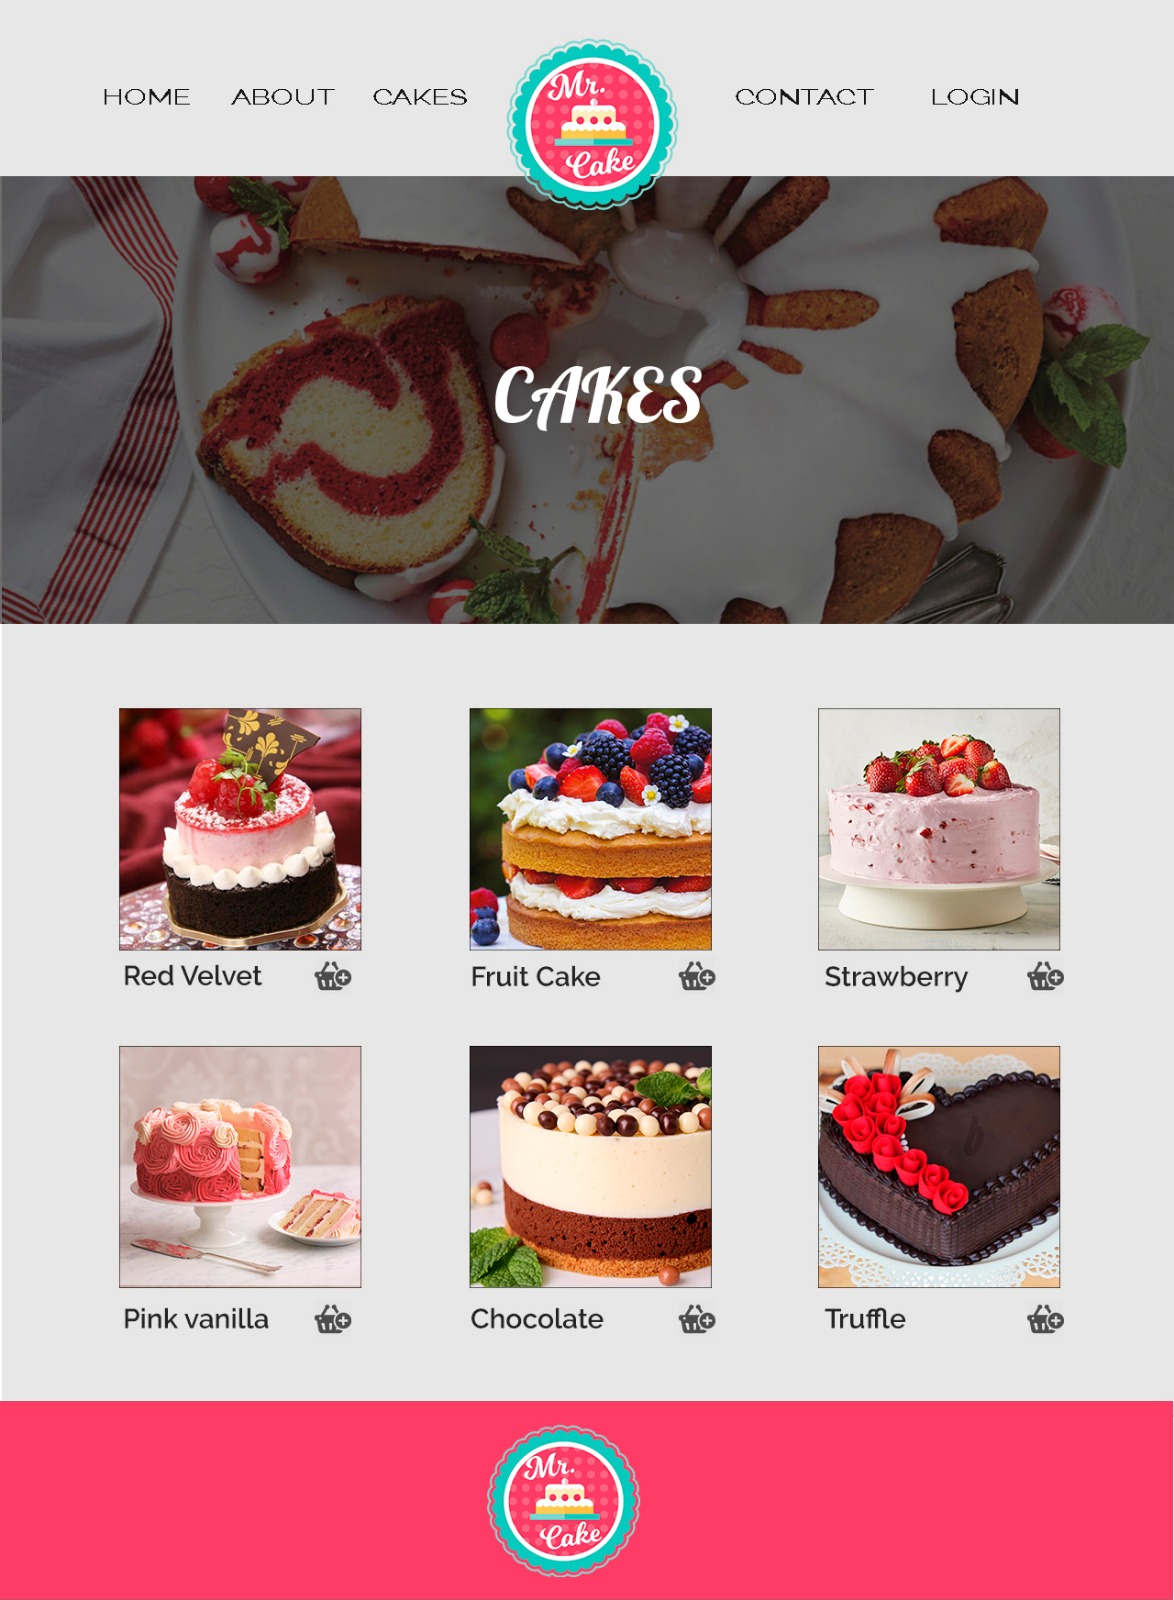 HOME ABOUT CAKES CONTACT LOGIN
Mr.
Cake
CAKES
Red Velvet Fruit Cake Strawberry
Pink vanilla Chocolate Truffle
Mr.
Cake